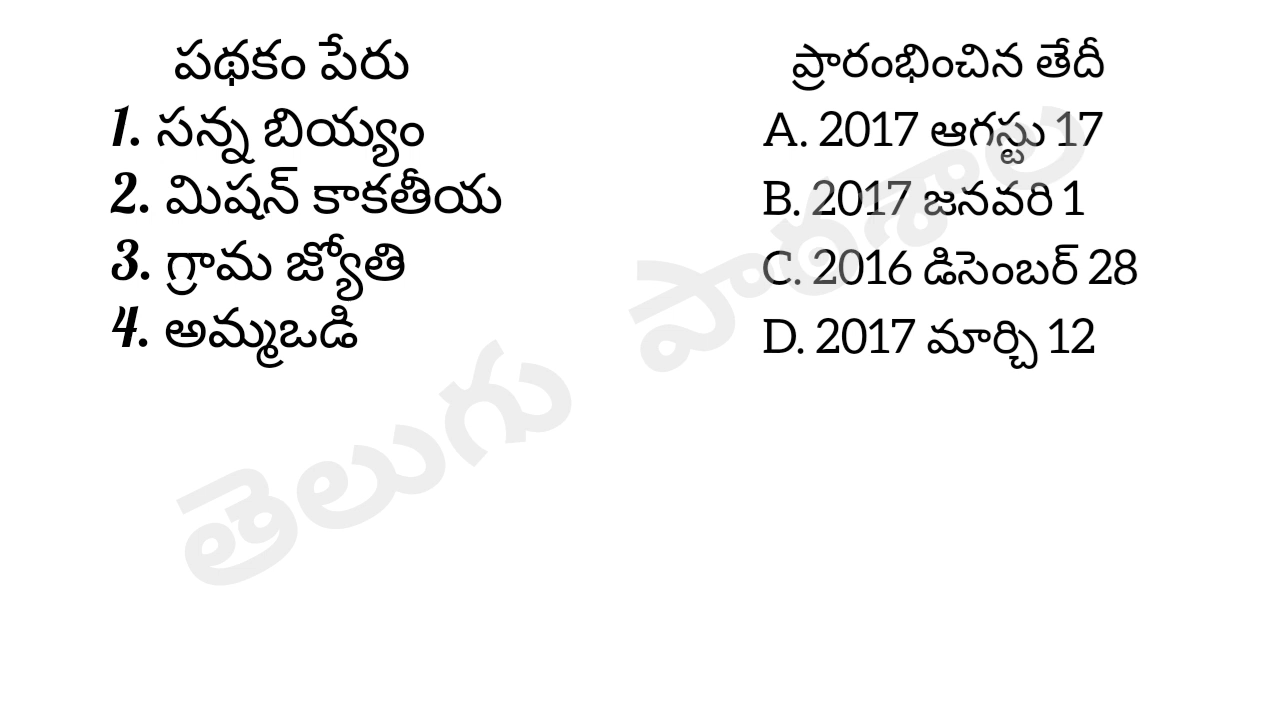 పథకం పేరు
1. సన్న బియ్యం
2. మిషన్ కాకతీయ
3. గ్రామ జ్యోతి
4. అమ్మఒడి
ప్రారంభించిన తేదీ
A. 2017 ఆగస్టు 17
B. 2017 జనవరి 1
C. 2016 డిసెంబర్ 28
D. 2017 మార్చి 12
తెలుగు పాఠశాల